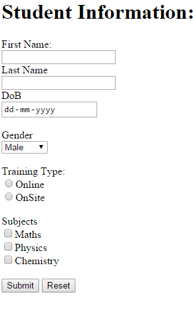 Student Information:
First Name:
Last Name
DoB
dd-mm-yyyy
Gender
Male
Training Type:
Online
OnSite
Subjects
Maths
Physics
Chemistry
Submit Reset